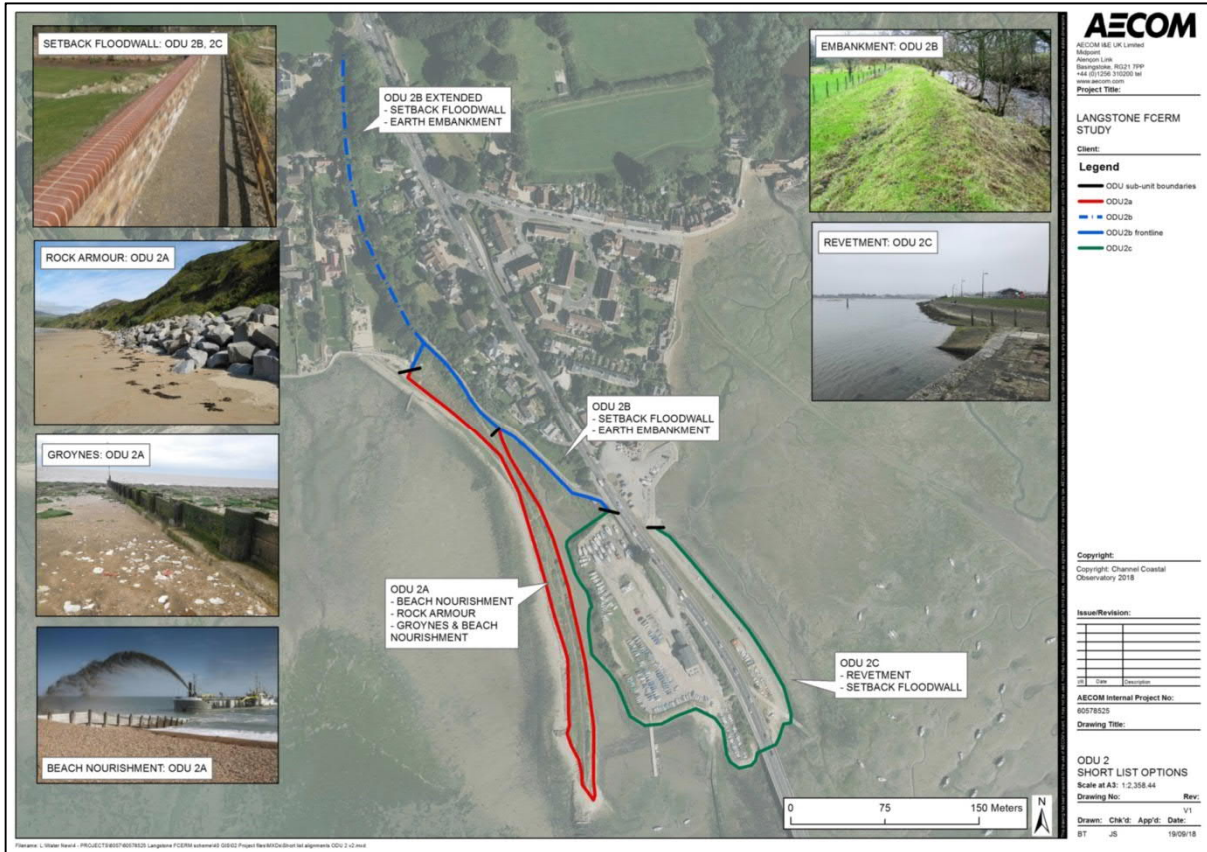 SETBACK FLOODWALL: ODU 2B, 2C
ROCK ARMOUR: ODU 2A
GROYNES: ODU 2A
BEACH NOURISHMENT: ODU 2A
ODU 2B EXTENDED
- SETBACK FLOODWALL
- EARTH EMBANKMENT
ODU 2B
- SETBACK FLOODWALL
- EARTH EMBANKMENT
ODU 2A
- BEACH NOURISHMENT
- ROCK ARMOUR
- GROYNES & BEACH
NOURISHMENT
ODU 2C
- REVETMENT
- SETBACK FLOODWALL
EMBANKMENT: ODU 2B
REVETMENT: ODU 2C
0 75 150 Meters
N
AECOM
AECOM I&E UK Limited
Midpoint
Alençon Link
Basingstoke, RG21 7PP
+44 (0)1256 310200 tel
www.aecom.com
Project Title:
LANGSTONE FCERM
STUDY
Client:
Legend
ODU sub-unit boundaries
ODU2a
ODU2b
ODU2b frontline
ODU2c
Copyright:
Copyright: Channel Coastal
Observatory 2018
Issue/Revision:
Date Description
AECOM Internal Project No:
60578525
Drawing Title:
ODU 2
SHORT LIST OPTIONS
Scale at A3: 1:2,358.44
Drawing No: Rev:
V1
Drawn: Chk'd: App'd: Date:
BT JS 19/09/18